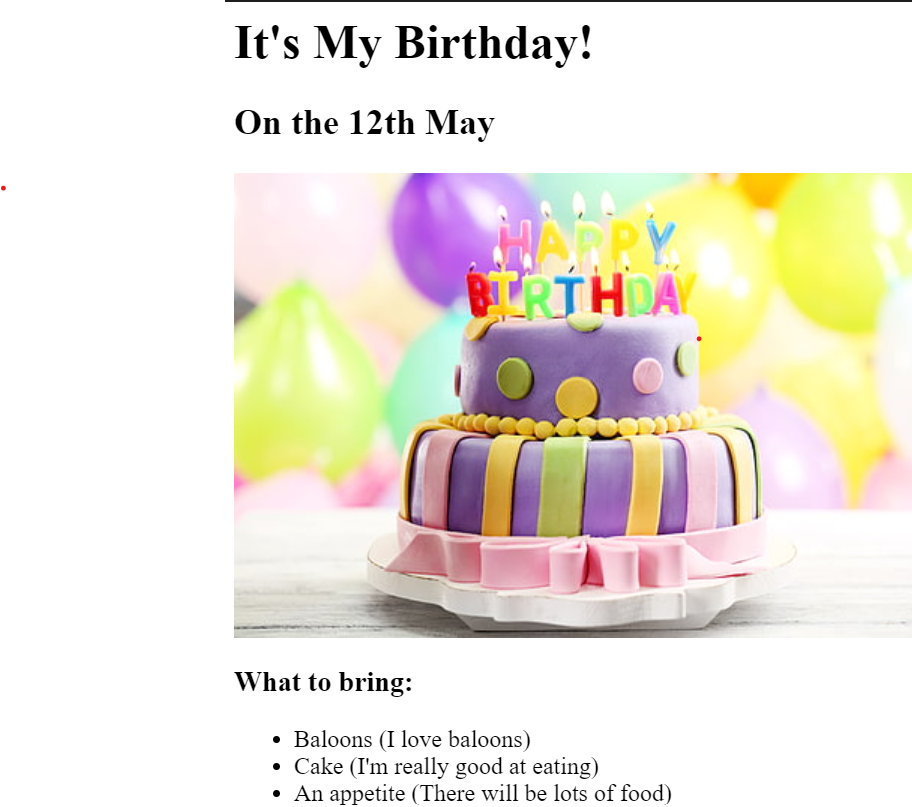 It's My Birthday!
On the 12th May
HAPPY
BIRTHDAY
What to bring:
Baloons (I love baloons)
Cake (I'm really good at eating)
An appetite (There will be lots of food)